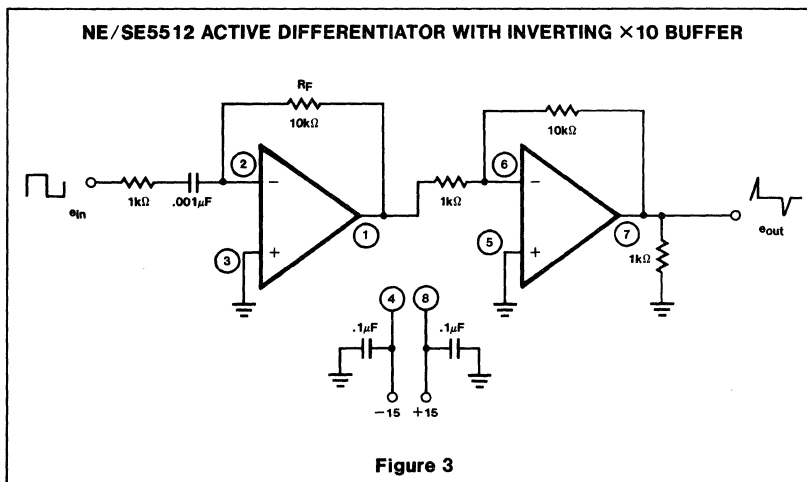 NE/SE5512 ACTIVE DIFFERENTIATOR WITH INVERTING ×10 BUFFER
RF
10kΩ
10kΩ
2
6
−
−
ein
1kΩ
.001μF
1kΩ
1
7
eout
3
+
5
+
1kΩ
4
8
.1μF
.1μF
−15
+15
Figure 3